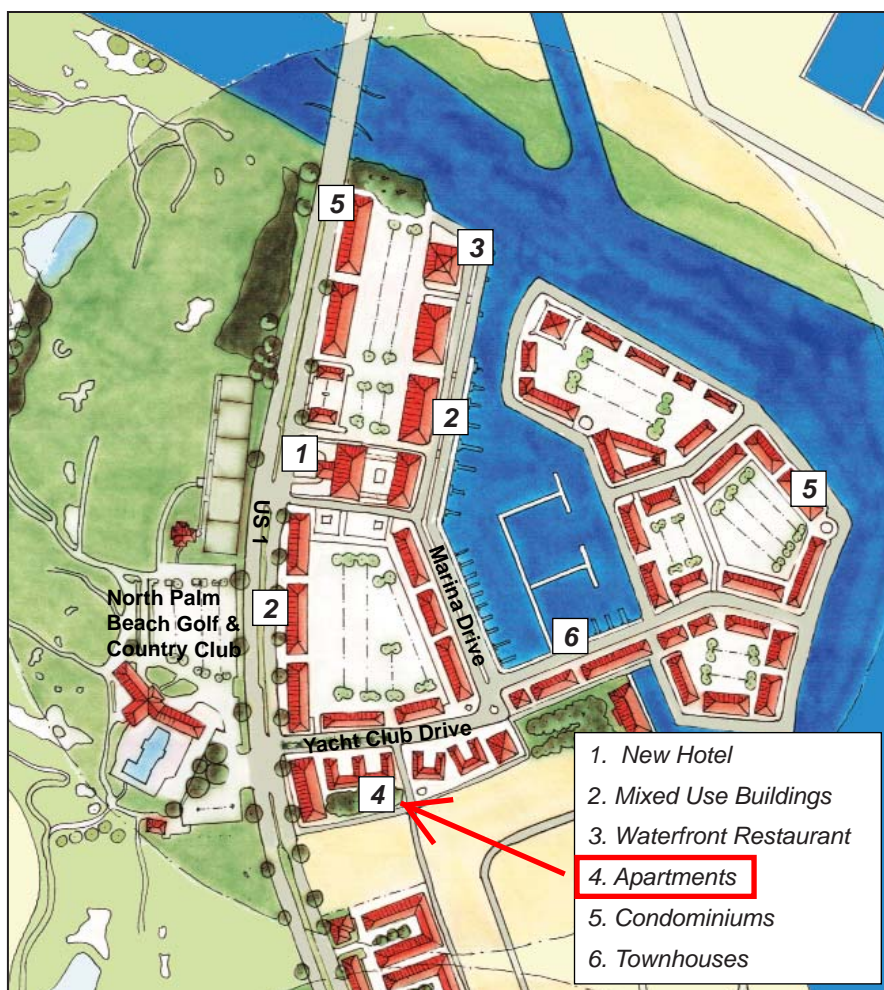 5
3
2
1
5
US 1
Marina Drive
North Palm
Beach Golf &
Country Club
2
6
Yacht Club Drive
4
1. New Hotel
2. Mixed Use Buildings
3. Waterfront Restaurant
4. Apartments
5. Condominiums
6. Townhouses